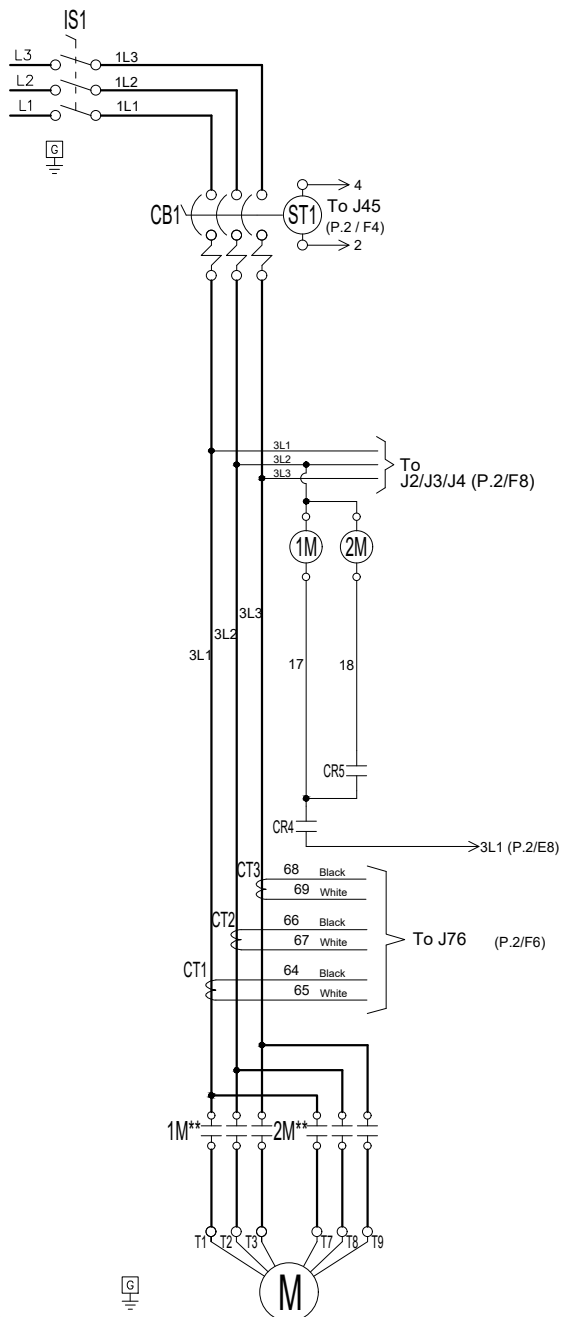 IS1
L3 1L3
L2 1L2
L1 1L1
G
4
CB1 ST1 To J45
(P.2 / F4)
2
3L1
3L2 To
3L3 J2/J3/J4 (P.2/F8)
1M 2M
3L3
3L2
3L1 17 18
CR5
CR4
3L1 (P.2/E8)
CT3 68 Black
69 White
CT2 66 Black
67 White To J76 (P.2/F6)
CT1 64 Black
65 White
1M** 2M**
T1 T2 T3 T7 T8 T9
G
M